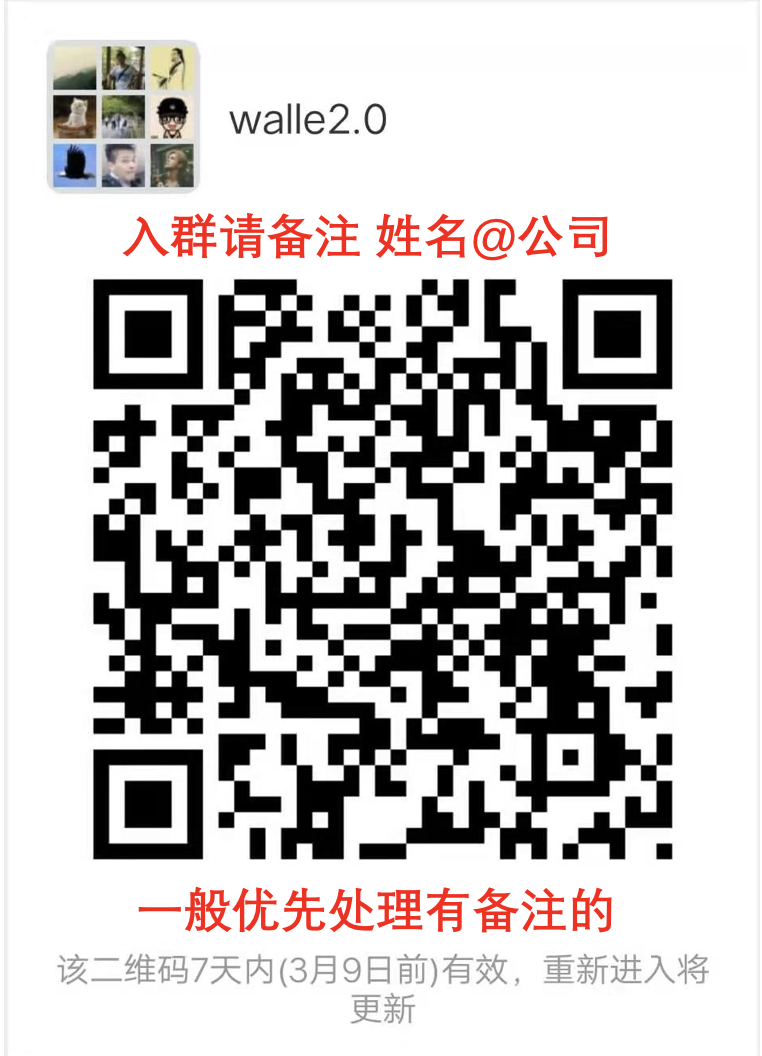 walle2.0
入群请备注 姓名@公司
一般优先处理有备注的
该二维码7天内(3月9日前)有效，重新进入将
更新